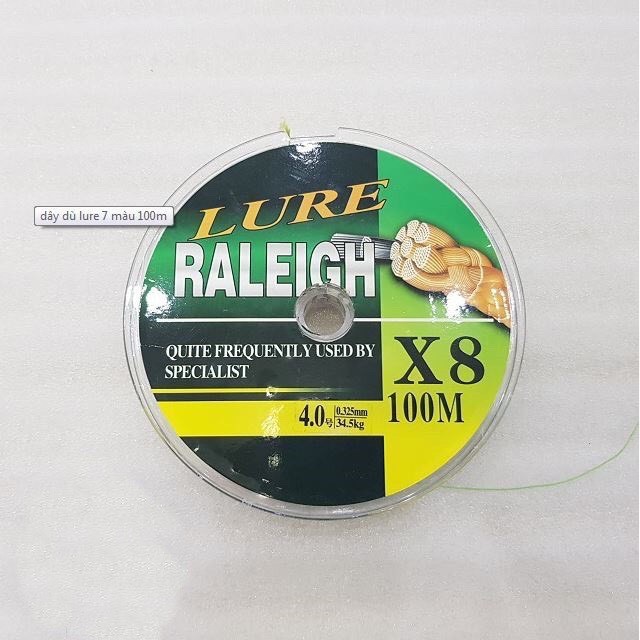 LURE
dây dù lure 7 màu 100m
RALEIGH
QUITE FREQUENTLY USED BY
SPECIALIST
X8
100M
4.0号
0.325mm
34.5kg